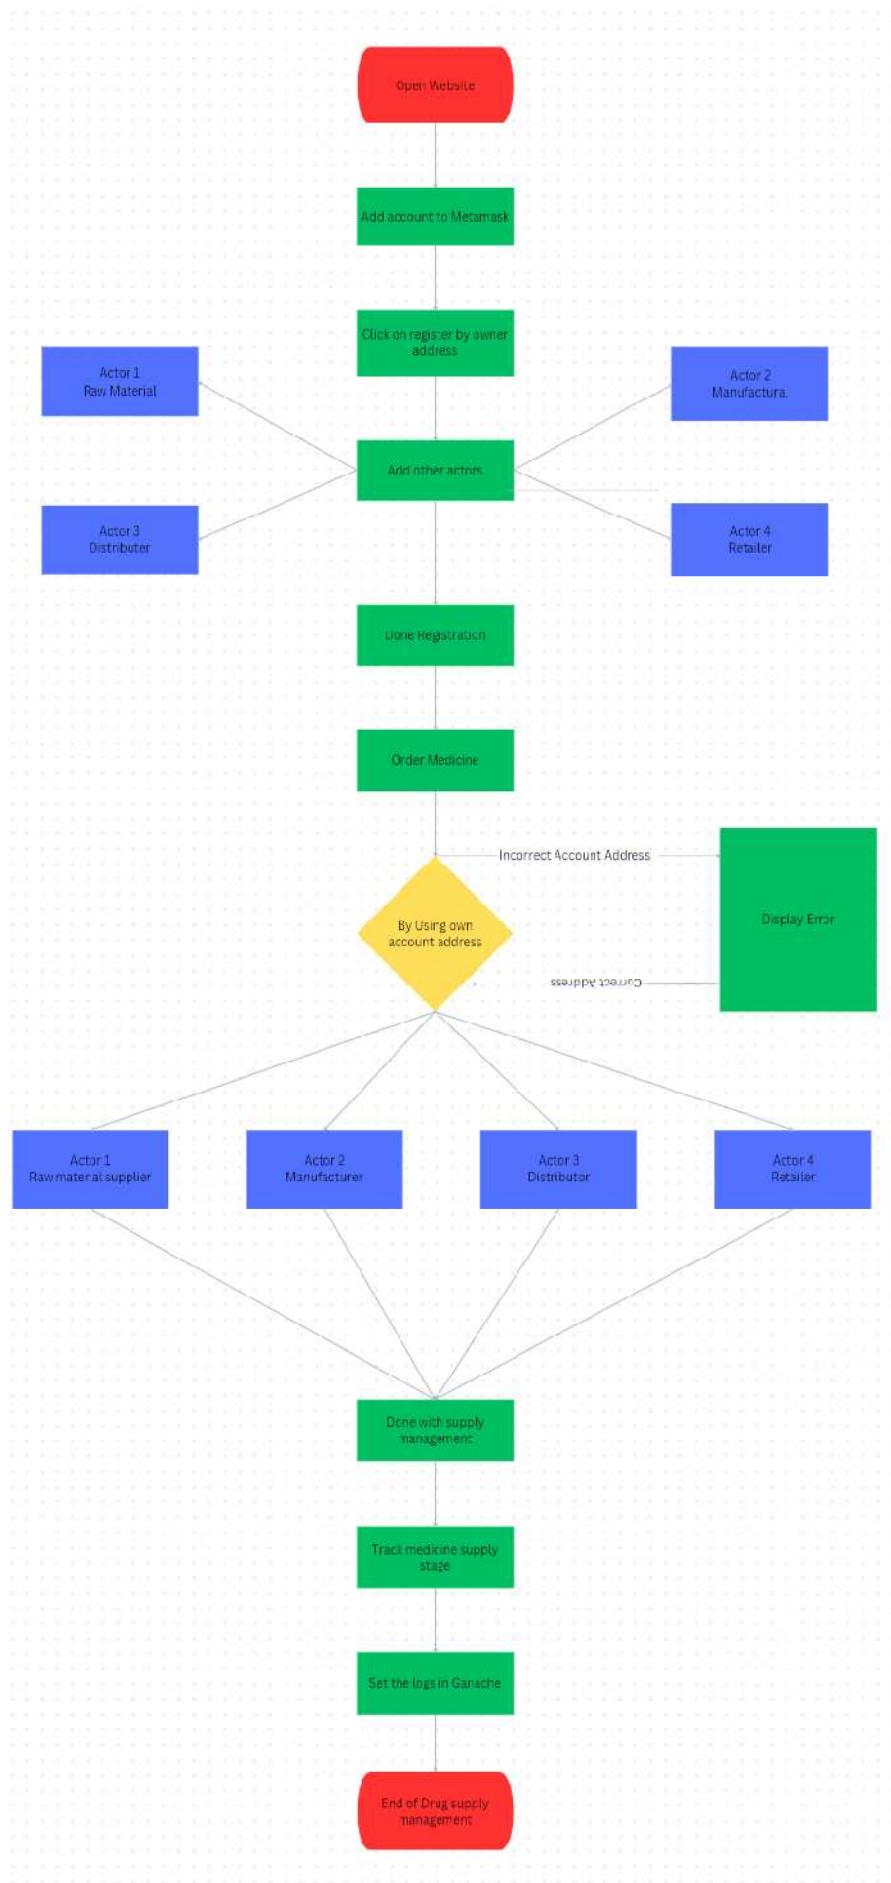 Open Website
Add account to Metamask
Click on register by owner
address
Actor 1
Raw Material
Actor 2
Manufactura.
Add other actors
Actor 3
Distributer
Actor 4
Retailer
Done Registration
Order Medicine
Incorrect Account Address
Display Error
By Using own
account address
Correct Address
Actor 1
Raw material supplier
Actor 2
Manufacturer
Actor 3
Distributor
Actor 4
Retailer
Done with supply
management
Track medicine supply
stage
Set the logs in Ganache
End of Drug supply
management